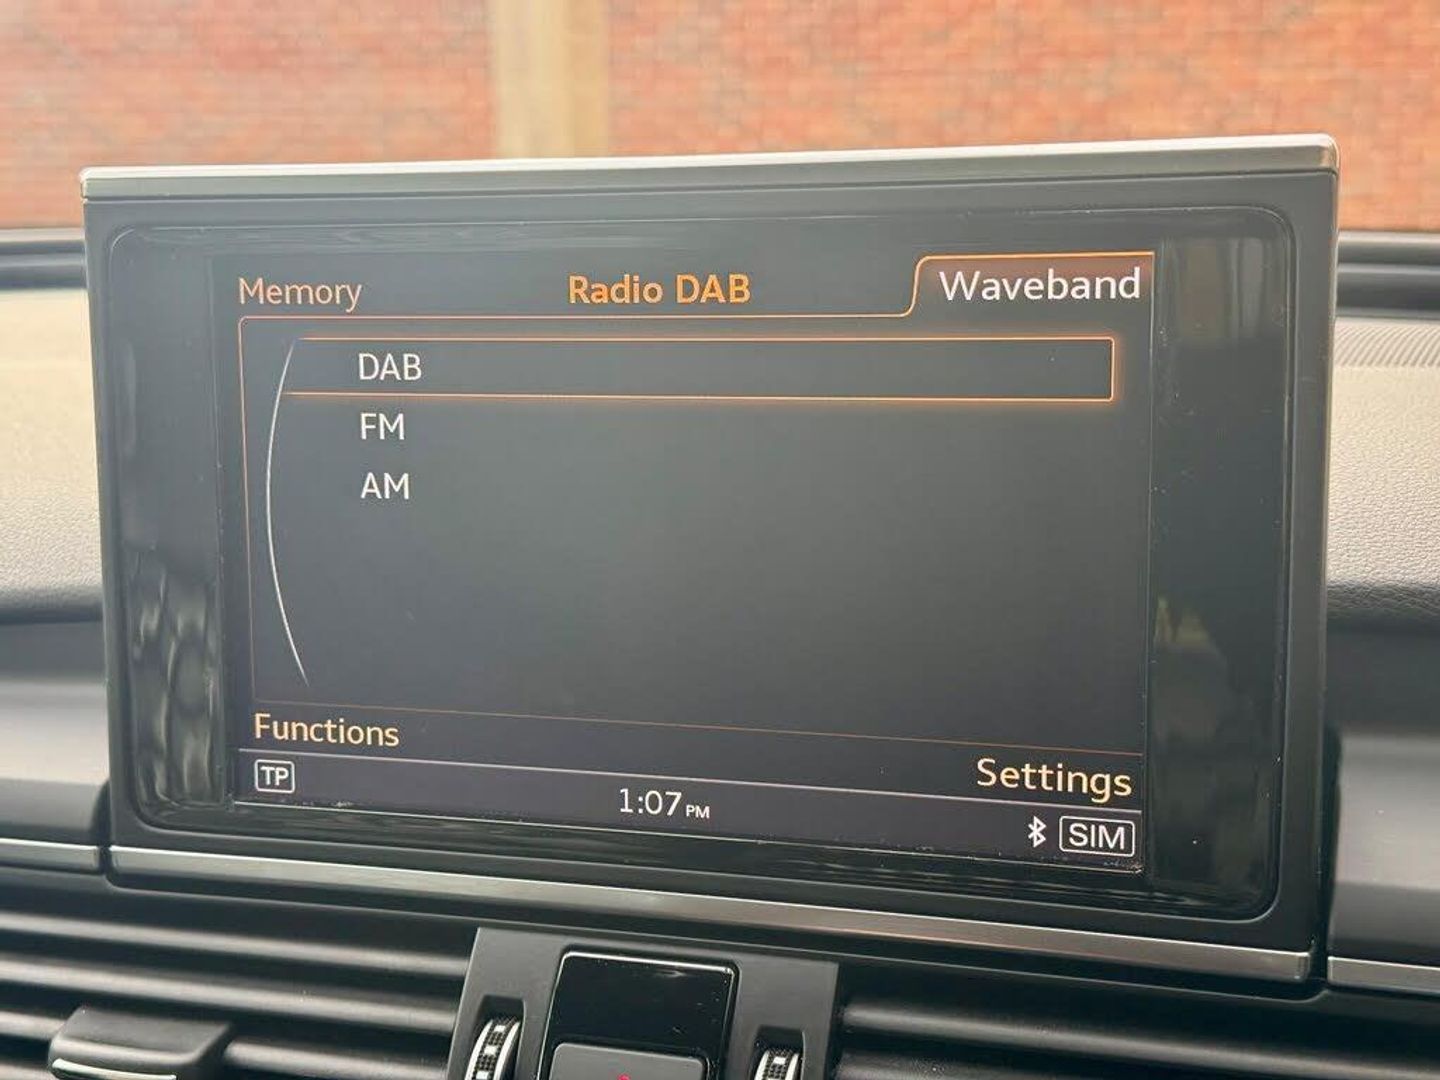 Memory Radio DAB Waveband
DAB
FM
AM
Functions
Settings
TP 1:07 PM SIM